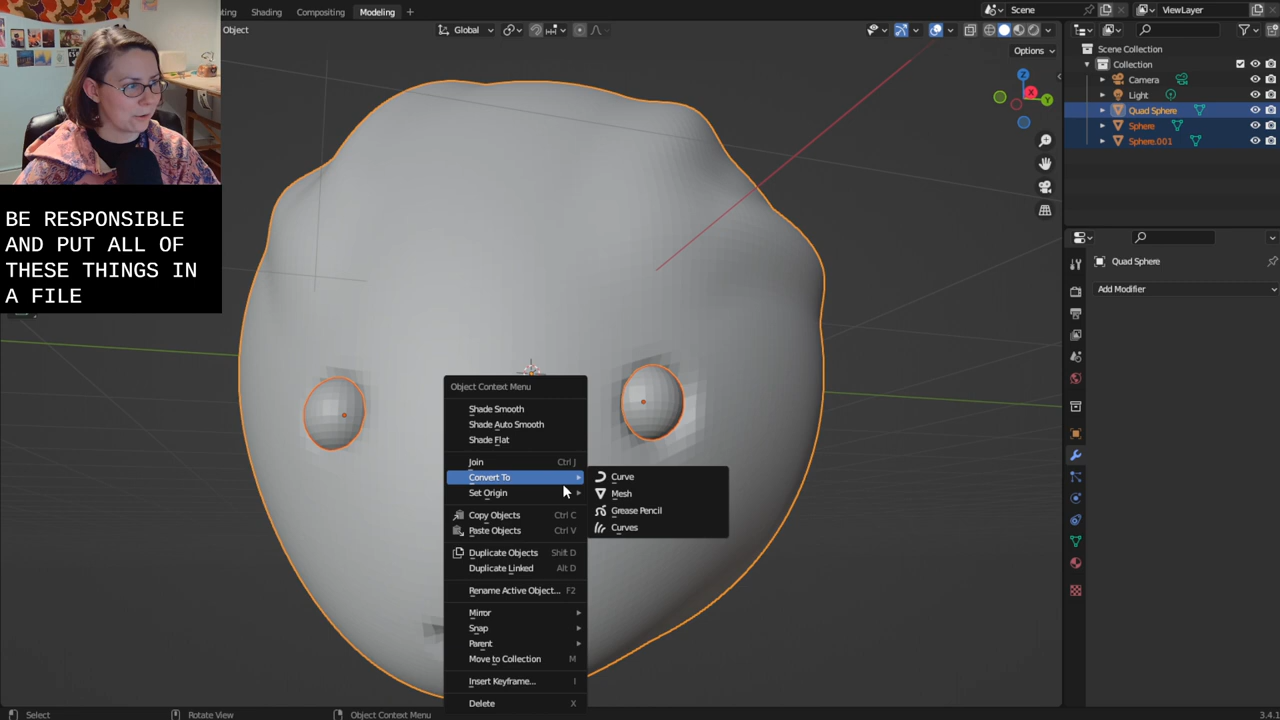 ting Shading Compositing Modeling +
Scene
ViewLayer
Object
Global
Options
Scene Collection
Collection
Camera
Light
Quad Sphere
Sphere
Sphere.001
X
Y
Z
BE RESPONSIBLE
AND PUT ALL OF
THESE THINGS IN
A FILE
Quad Sphere
Add Modifier
Object Context Menu
Shade Smooth
Shade Auto Smooth
Shade Flat
Join Ctrl J
Convert To
Set Origin
Curve
Mesh
Grease Pencil
Curves
Copy Objects Ctrl C
Paste Objects Ctrl V
Duplicate Objects Shift D
Duplicate Linked Alt D
Rename Active Object... F2
Mirror
Snap
Parent
Move to Collection M
Insert Keyframe... I
Delete X
Select
Rotate View
Object Context Menu
3.4.1